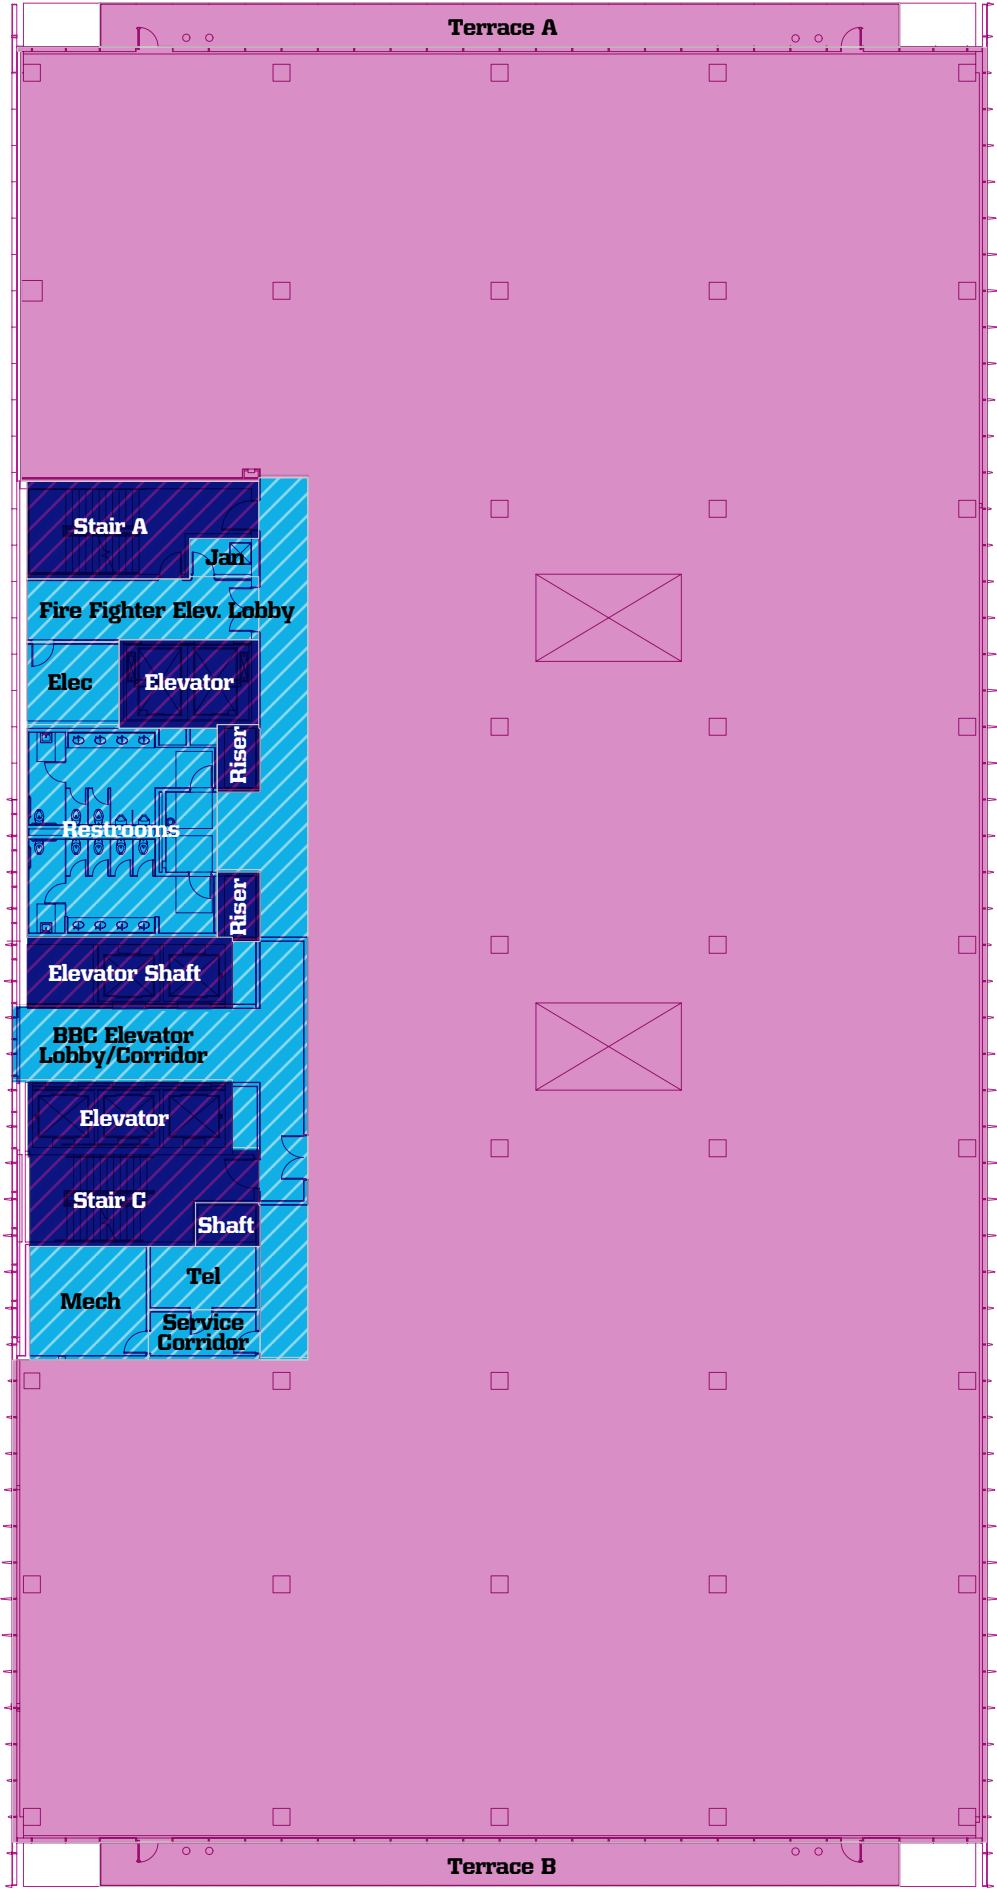 Terrace A
Stair A
Jan
Fire Fighter Elev. Lobby
Elec
Elevator
Riser
Restrooms
Riser
Elevator Shaft
BBC Elevator
Lobby/Corridor
Elevator
Stair C
Shaft
Tel
Mech
Service
Corridor
Terrace B